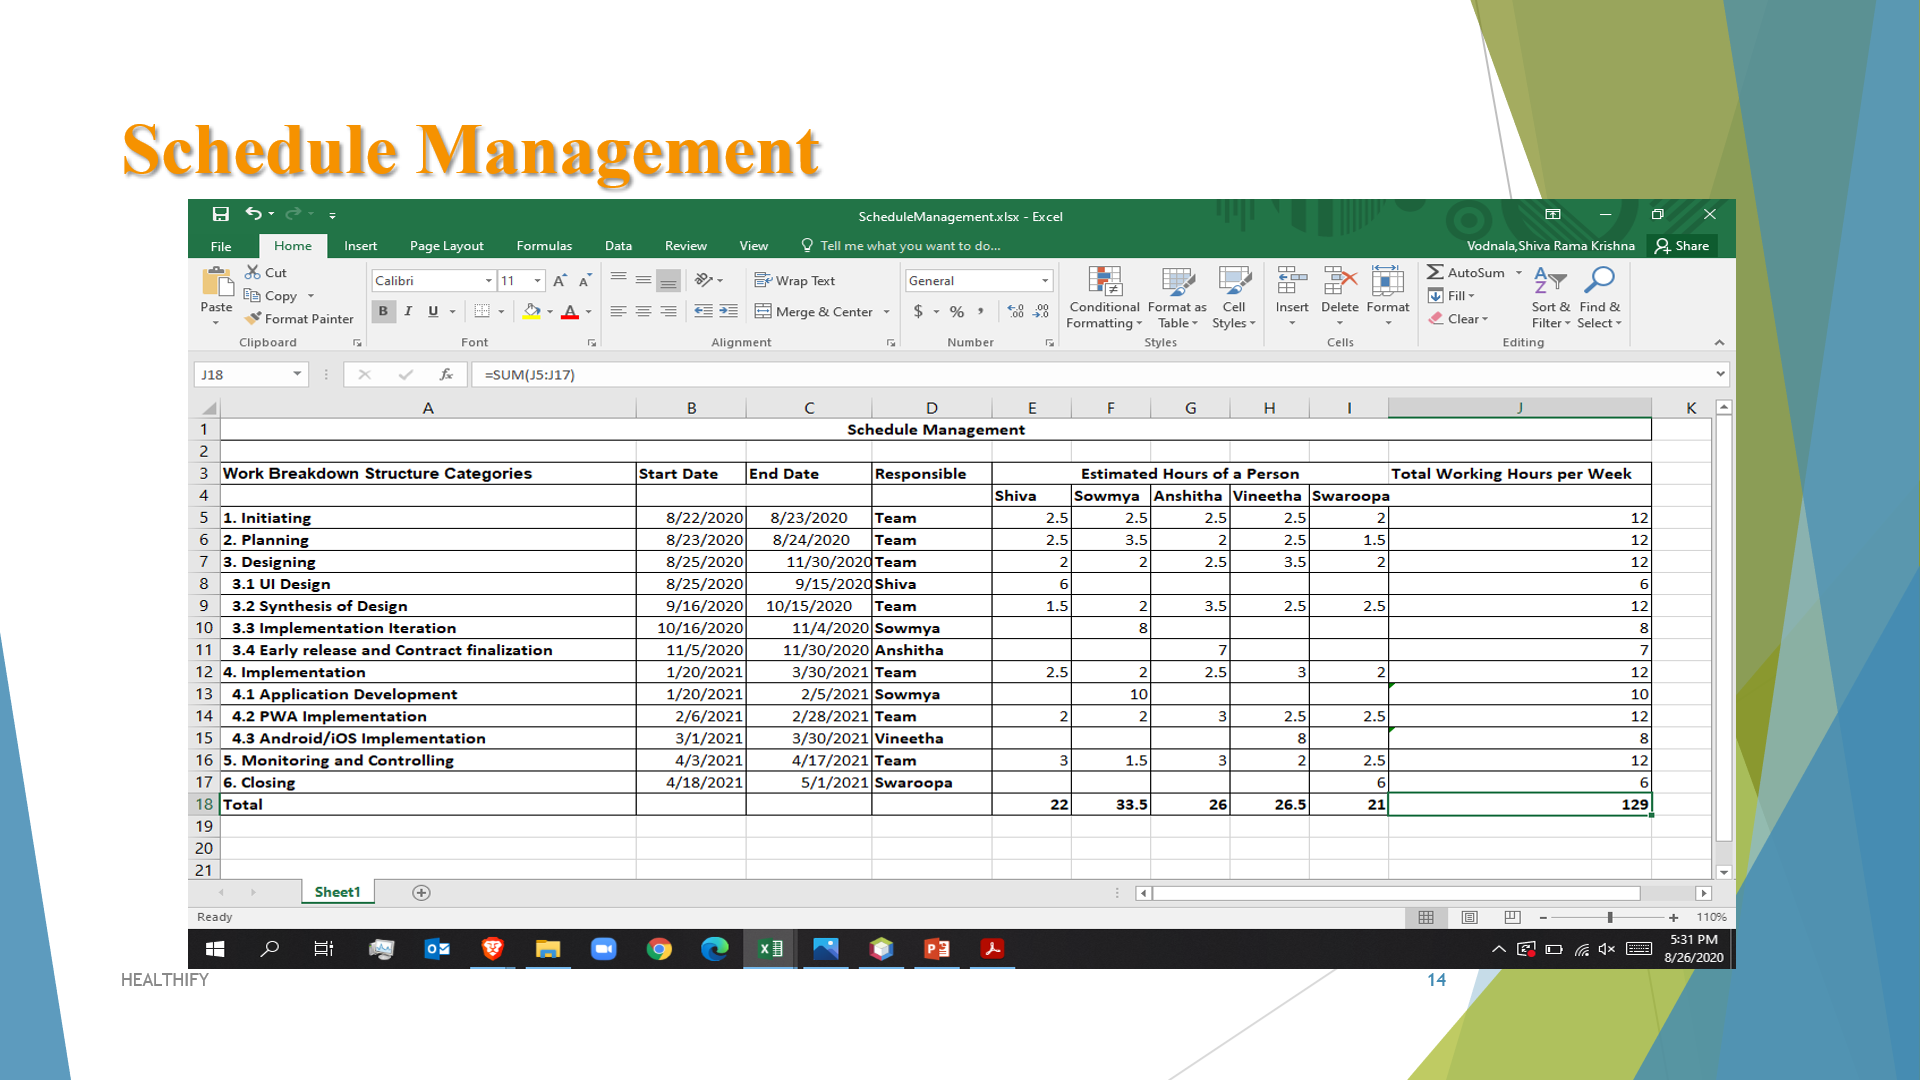 Schedule Management
ScheduleManagement.xlsx - Excel
File Home Insert Page Layout Formulas Data Review View Tell me what you want to do... Vodnala,Shiva Rama Krishna Share
Paste Cut Copy Format Painter
Calibri 11
B I U A
Wrap Text
Merge & Center
General
$ % ,
Conditional Formatting Format as Table Cell Styles Insert Delete Format
AutoSum
Fill
Clear
Sort & Filter Find & Select
Clipboard Font Alignment Number Styles Cells Editing
J18 fx =SUM(J5:J17)
A B C D E F G H I J K
1 Schedule Management
2
3 Work Breakdown Structure Categories Start Date End Date Responsible Estimated Hours of a Person Total Working Hours per Week
4 Shiva Sowmya Anshitha Vineetha Swaroopa
5 1. Initiating 8/22/2020 8/23/2020 Team 2.5 2.5 2.5 2.5 2 12
6 2. Planning 8/23/2020 8/24/2020 Team 2.5 3.5 2 2.5 1.5 12
7 3. Designing 8/25/2020 11/30/2020 Team 2 2 2.5 3.5 2 12
8 3.1 UI Design 8/25/2020 9/15/2020 Shiva 6 6
9 3.2 Synthesis of Design 9/16/2020 10/15/2020 Team 1.5 2 3.5 2.5 2.5 12
10 3.3 Implementation Iteration 10/16/2020 11/4/2020 Sowmya 8 8
11 3.4 Early release and Contract finalization 11/5/2020 11/30/2020 Anshitha 7 7
12 4. Implementation 1/20/2021 3/30/2021 Team 2.5 2 2.5 3 2 12
13 4.1 Application Development 1/20/2021 2/5/2021 Sowmya 10 10
14 4.2 PWA Implementation 2/6/2021 2/28/2021 Team 2 2 3 2.5 2.5 12
15 4.3 Android/iOS Implementation 3/1/2021 3/30/2021 Vineetha 8 8
16 5. Monitoring and Controlling 4/3/2021 4/17/2021 Team 3 1.5 3 2 2.5 12
17 6. Closing 4/18/2021 5/1/2021 Swaroopa 6 6
18 Total 22 33.5 26 26.5 21 129
19
20
21
Sheet1
Ready 110%
5:31 PM
8/26/2020
HEALTHIFY 14